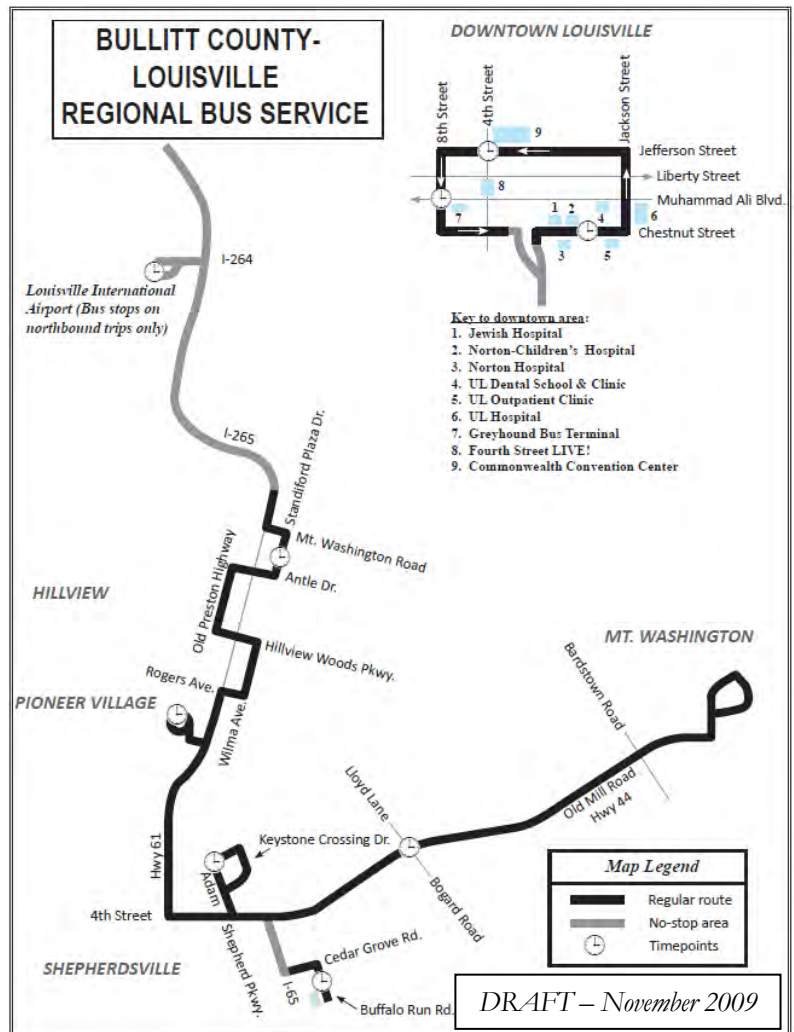 BULLITT COUNTY-
LOUISVILLE
REGIONAL BUS SERVICE
DOWNTOWN LOUISVILLE
8th Street
4th Street
Jackson Street
9
Jefferson Street
Liberty Street
8
Muhammad Ali Blvd.
7
1
2
4
6
Chestnut Street
3
5
I-264
Louisville International
Airport (Bus stops on
northbound trips only)
Key to downtown area:
1. Jewish Hospital
2. Norton-Children's Hospital
3. Norton Hospital
4. UL Dental School & Clinic
5. UL Outpatient Clinic
6. UL Hospital
7. Greyhound Bus Terminal
8. Fourth Street LIVE!
9. Commonwealth Convention Center
I-265
Standiford Plaza Dr.
Mt. Washington Road
Old Preston Highway
Antle Dr.
HILLVIEW
Hillview Woods Pkwy.
MT. WASHINGTON
Rogers Ave.
PIONEER VILLAGE
Wilma Ave.
Bardstown Road
Old Mill Road
Hwy 44
Lloyd Lane
Bogard Road
Hwy 61
Keystone Crossing Dr.
Adam
Shepherd Pkwy.
4th Street
SHEPHERDSVILLE
Cedar Grove Rd.
I-65
Buffalo Run Rd.
Map Legend
Regular route
No-stop area
Timepoints
DRAFT – November 2009